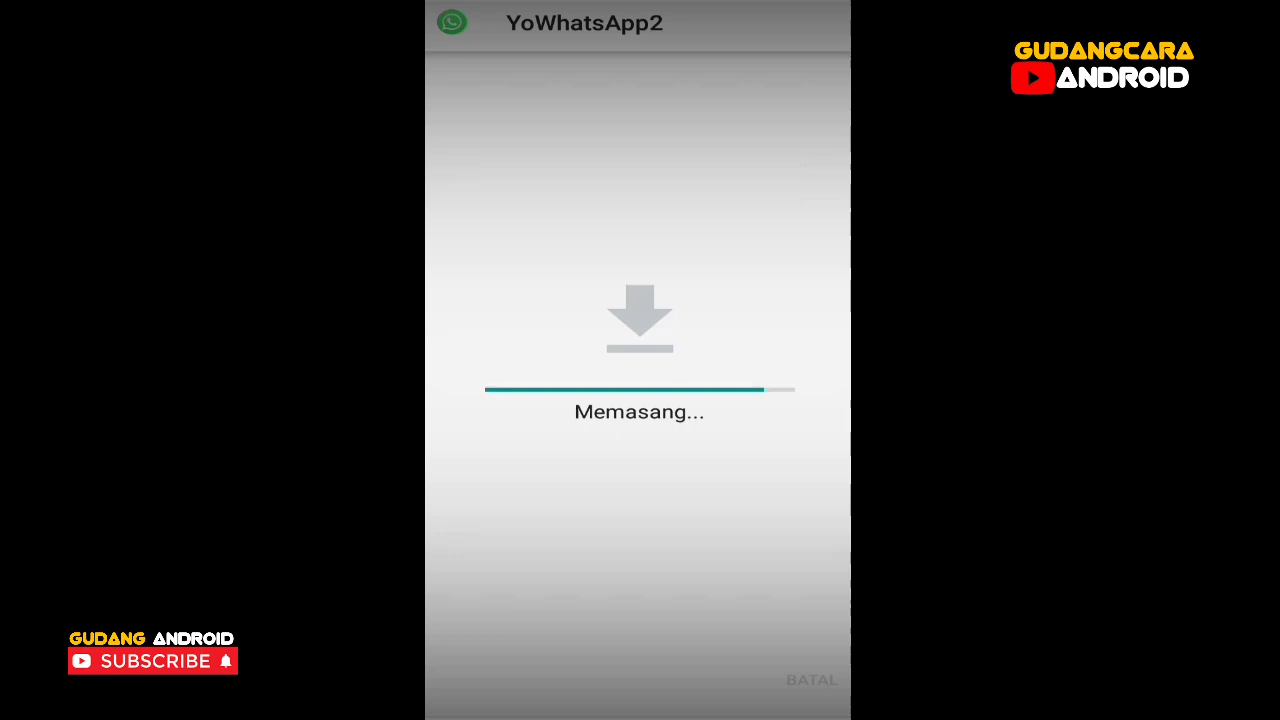 YoWhatsApp2
GUDANGCARA
ANDROID
Memasang...
GUDANG ANDROID
SUBSCRIBE
BATAL